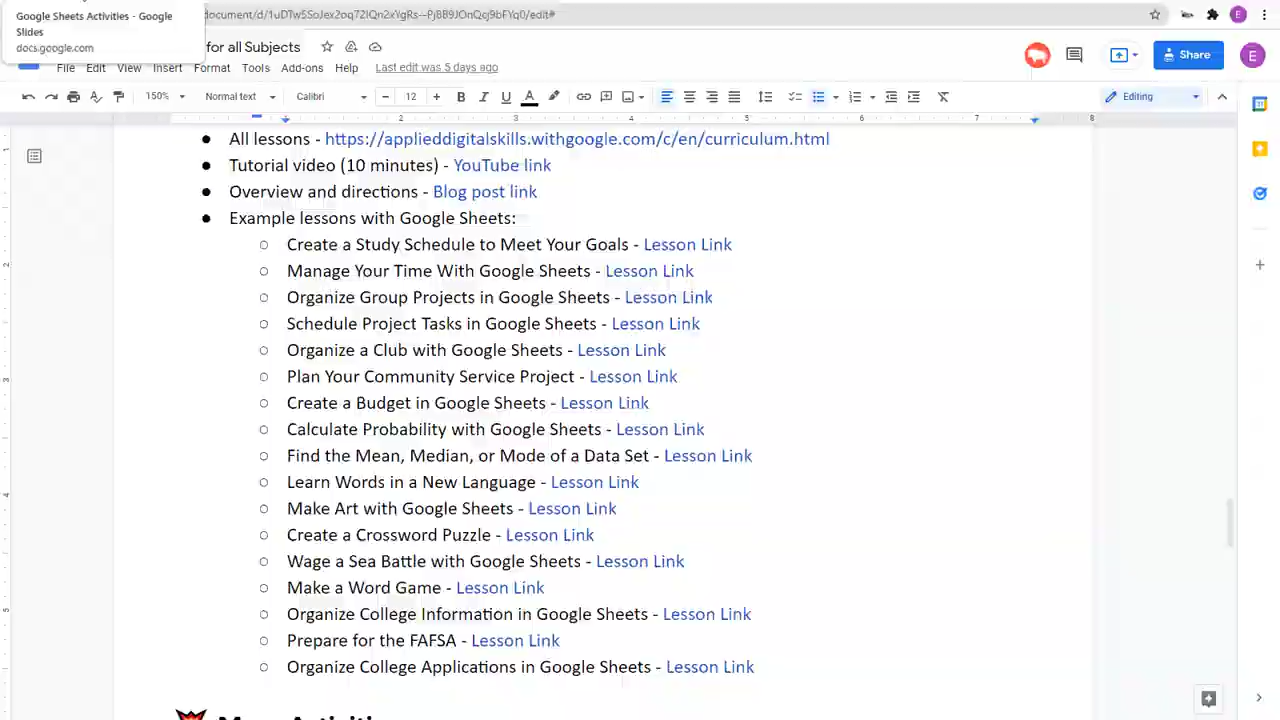 Google Sheets Activities - Google
Slides
docs.google.com
E
for all Subjects
Last edit was 5 days ago
Share
E
File Edit View Insert Format Tools Add-ons Help
150% Normal text Calibri 12 B I U A Editing
1 2 3 4 5 6 7 8
All lessons - https://applieddigitalskills.withgoogle.com/c/en/curriculum.html
Tutorial video (10 minutes) - YouTube link
Overview and directions - Blog post link
Example lessons with Google Sheets:
Create a Study Schedule to Meet Your Goals - Lesson Link
Manage Your Time With Google Sheets - Lesson Link
Organize Group Projects in Google Sheets - Lesson Link
Schedule Project Tasks in Google Sheets - Lesson Link
Organize a Club with Google Sheets - Lesson Link
Plan Your Community Service Project - Lesson Link
Create a Budget in Google Sheets - Lesson Link
Calculate Probability with Google Sheets - Lesson Link
Find the Mean, Median, or Mode of a Data Set - Lesson Link
Learn Words in a New Language - Lesson Link
Make Art with Google Sheets - Lesson Link
Create a Crossword Puzzle - Lesson Link
Wage a Sea Battle with Google Sheets - Lesson Link
Make a Word Game - Lesson Link
Organize College Information in Google Sheets - Lesson Link
Prepare for the FAFSA - Lesson Link
Organize College Applications in Google Sheets - Lesson Link